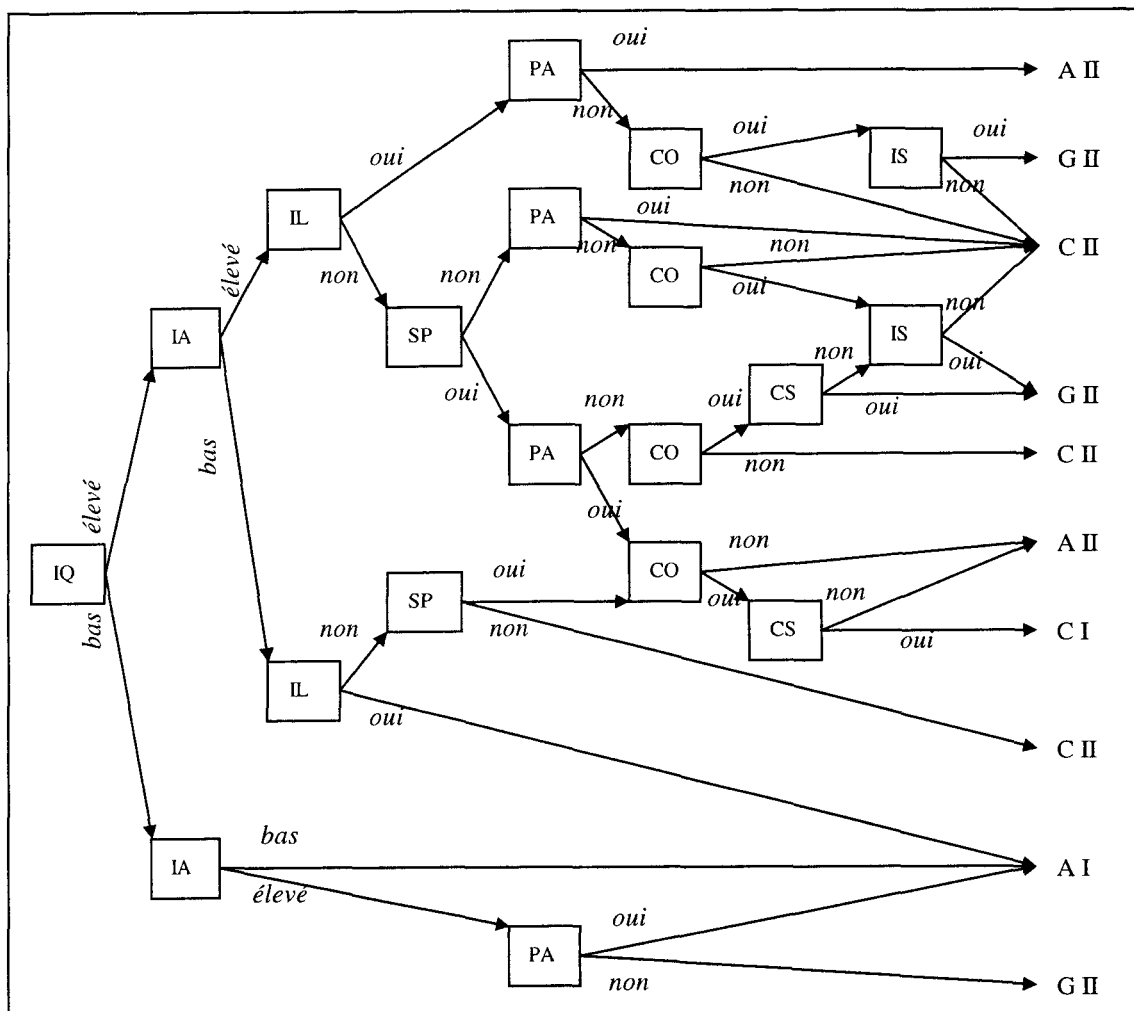 oui
PA A II
non
oui oui
CO IS G II
oui non non
PA oui
IL non C II
non CO
élevé non non oui non
IA SP IS
non oui
oui CS
non oui oui G II
bas PA CO non C II
oui
élevé
non A II
IQ CO
oui SP oui non
bas non non CS oui C I
IL
oui C II
bas
IA A I
élevé
oui
PA
non G II